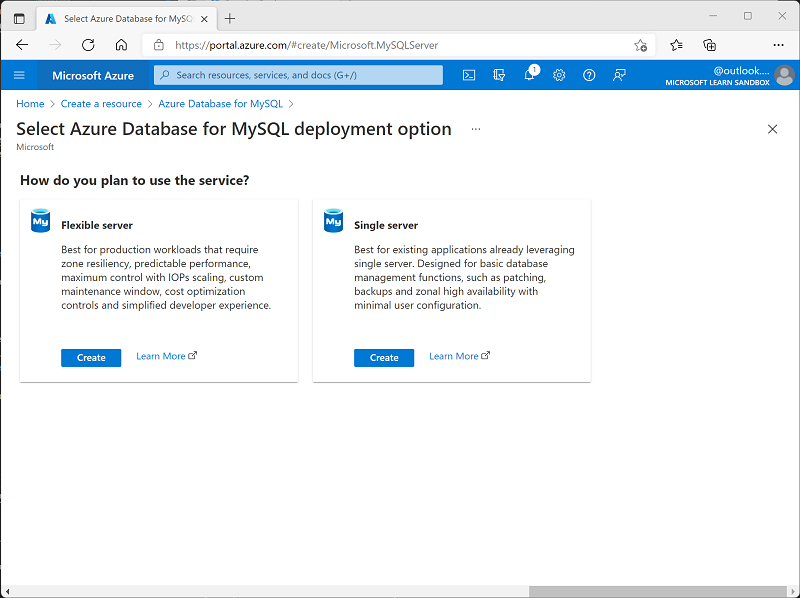 Select Azure Database for MySQ
https://portal.azure.com/#create/Microsoft.MySQLServer
Microsoft Azure
Search resources, services, and docs (G+/)
1
@outlook....
MICROSOFT LEARN SANDBOX
Home > Create a resource > Azure Database for MySQL >
Select Azure Database for MySQL deployment option ...
Microsoft
How do you plan to use the service?
My
Flexible server
Best for production workloads that require
zone resiliency, predictable performance,
maximum control with IOPs scaling, custom
maintenance window, cost optimization
controls and simplified developer experience.
Create
Learn More
My
Single server
Best for existing applications already leveraging
single server. Designed for basic database
management functions, such as patching,
backups and zonal high availability with
minimal user configuration.
Create
Learn More